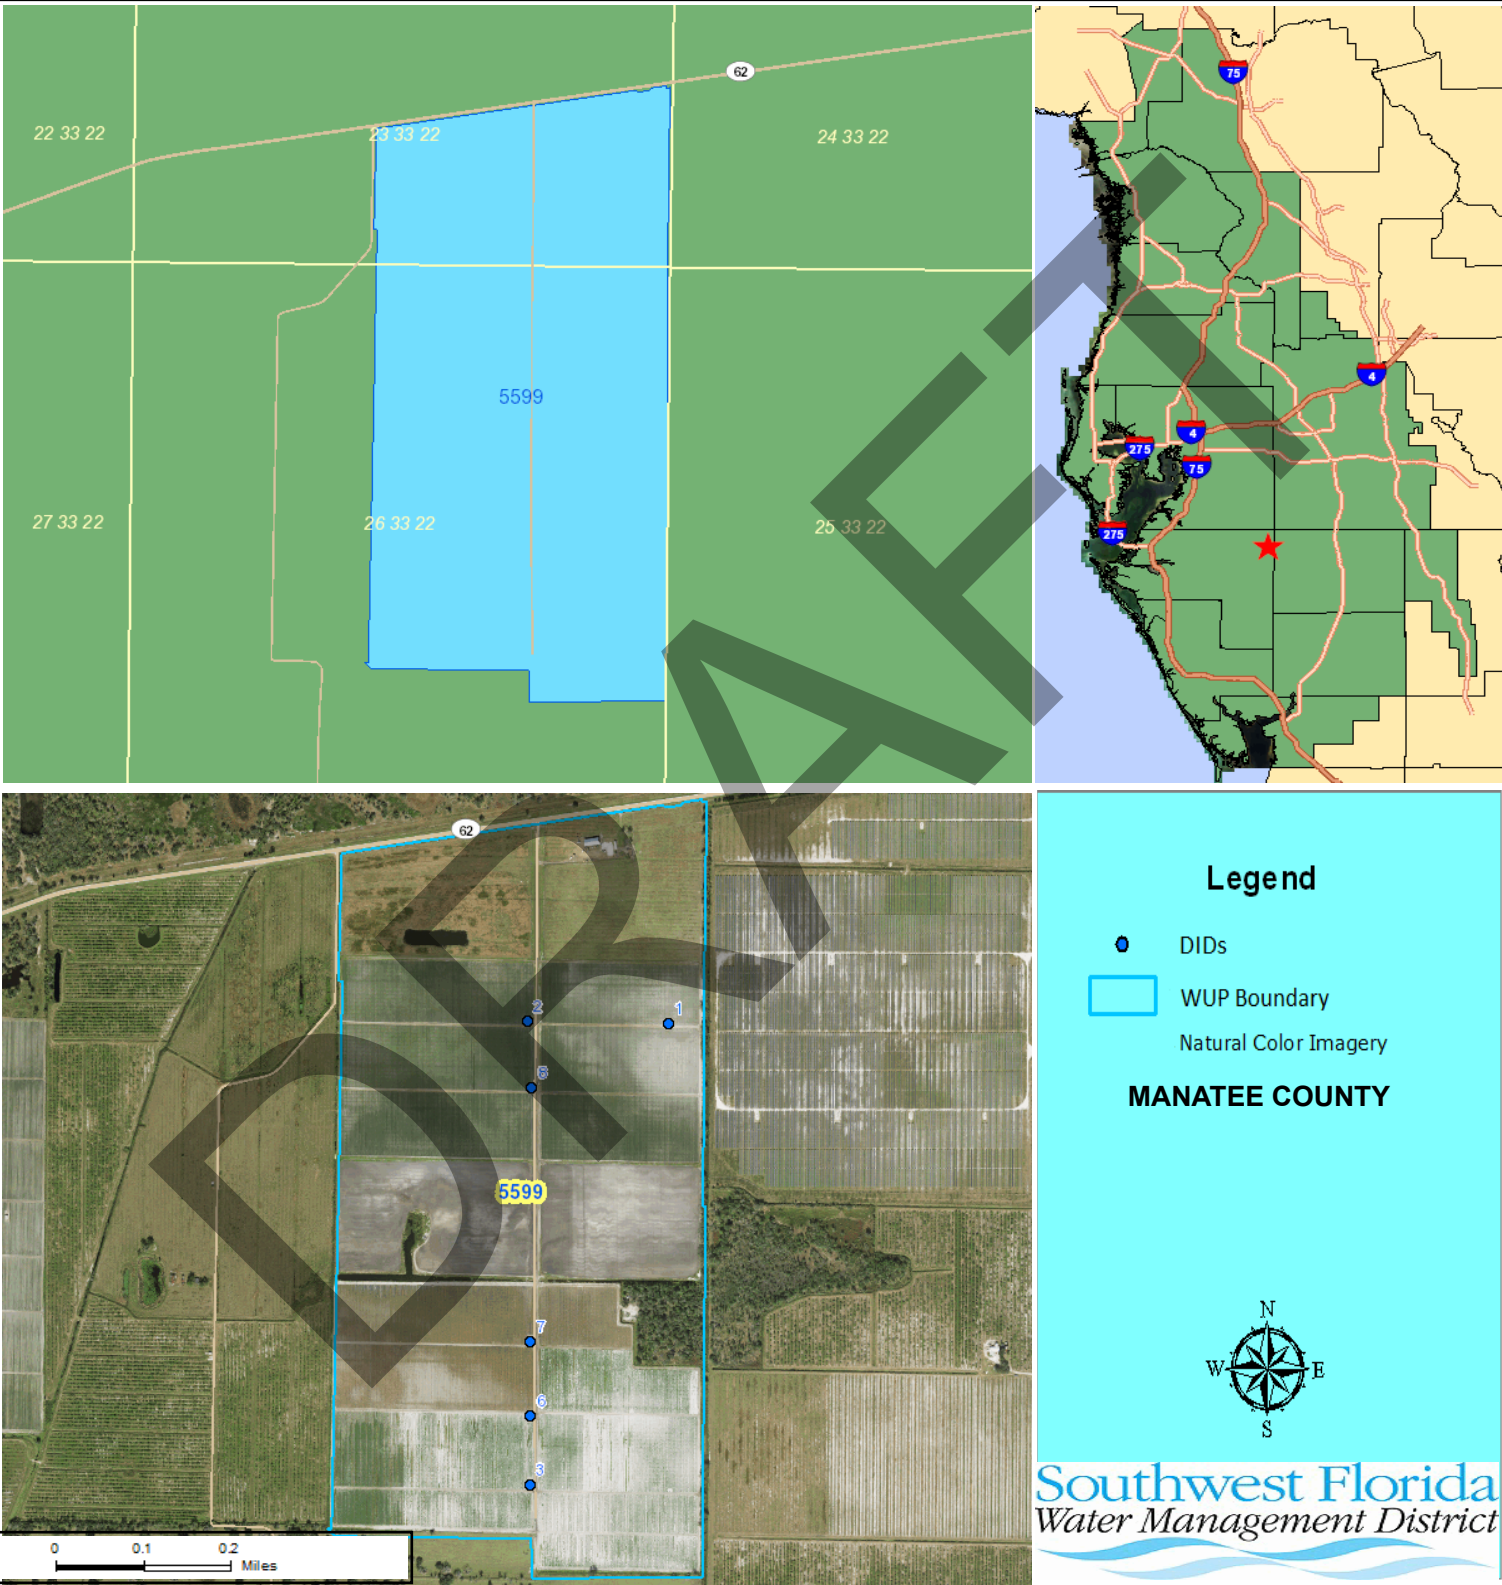 62
22 33 22
23 33 22
24 33 22
5599
27 33 22
26 33 22
25 33 22
75
4
4
275
75
275
62
2
1
5
5599
7
6
3
0 0.1 0.2
Miles
Legend
DIDs
WUP Boundary
Natural Color Imagery
MANATEE COUNTY
N
W E
S
Southwest Florida
Water Management District
DRAFT